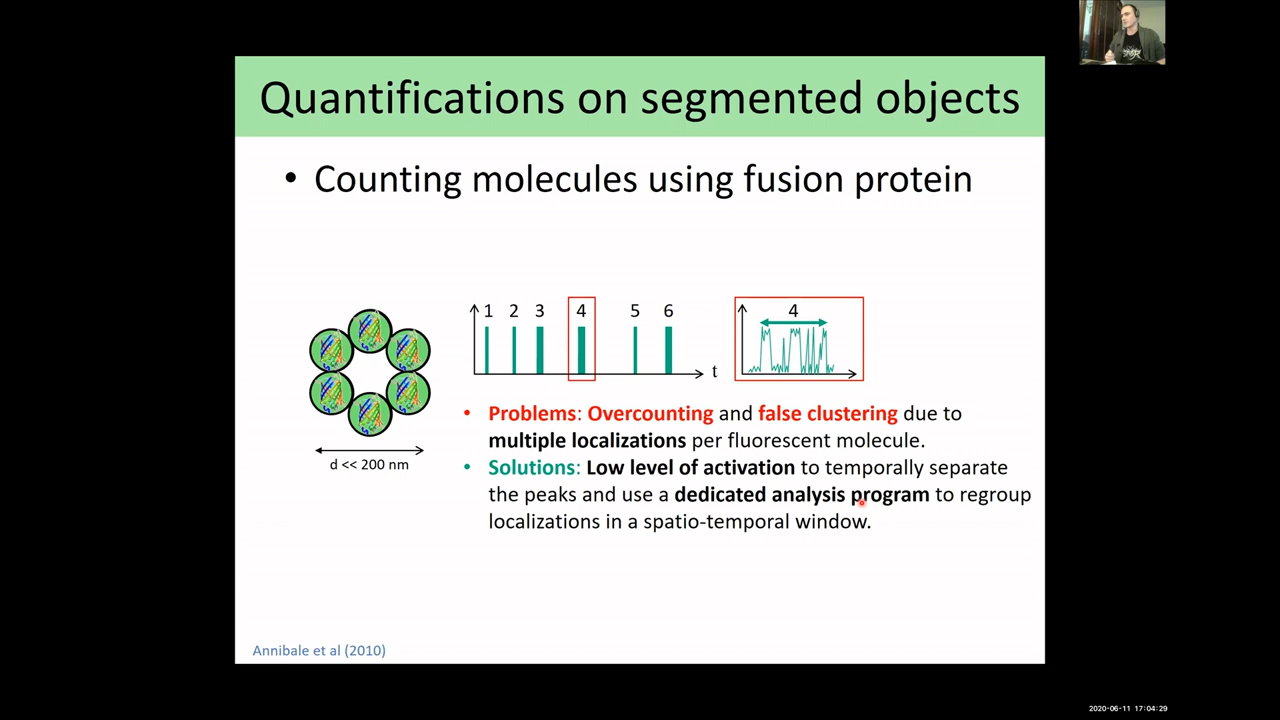 Quantifications on segmented objects
• Counting molecules using fusion protein
1 2 3 4 5 6
t
4
d << 200 nm
• Problems: Overcounting and false clustering due to
multiple localizations per fluorescent molecule.
• Solutions: Low level of activation to temporally separate
the peaks and use a dedicated analysis program to regroup
localizations in a spatio-temporal window.
Annibale et al (2010)
2020-06-11 17:04:29